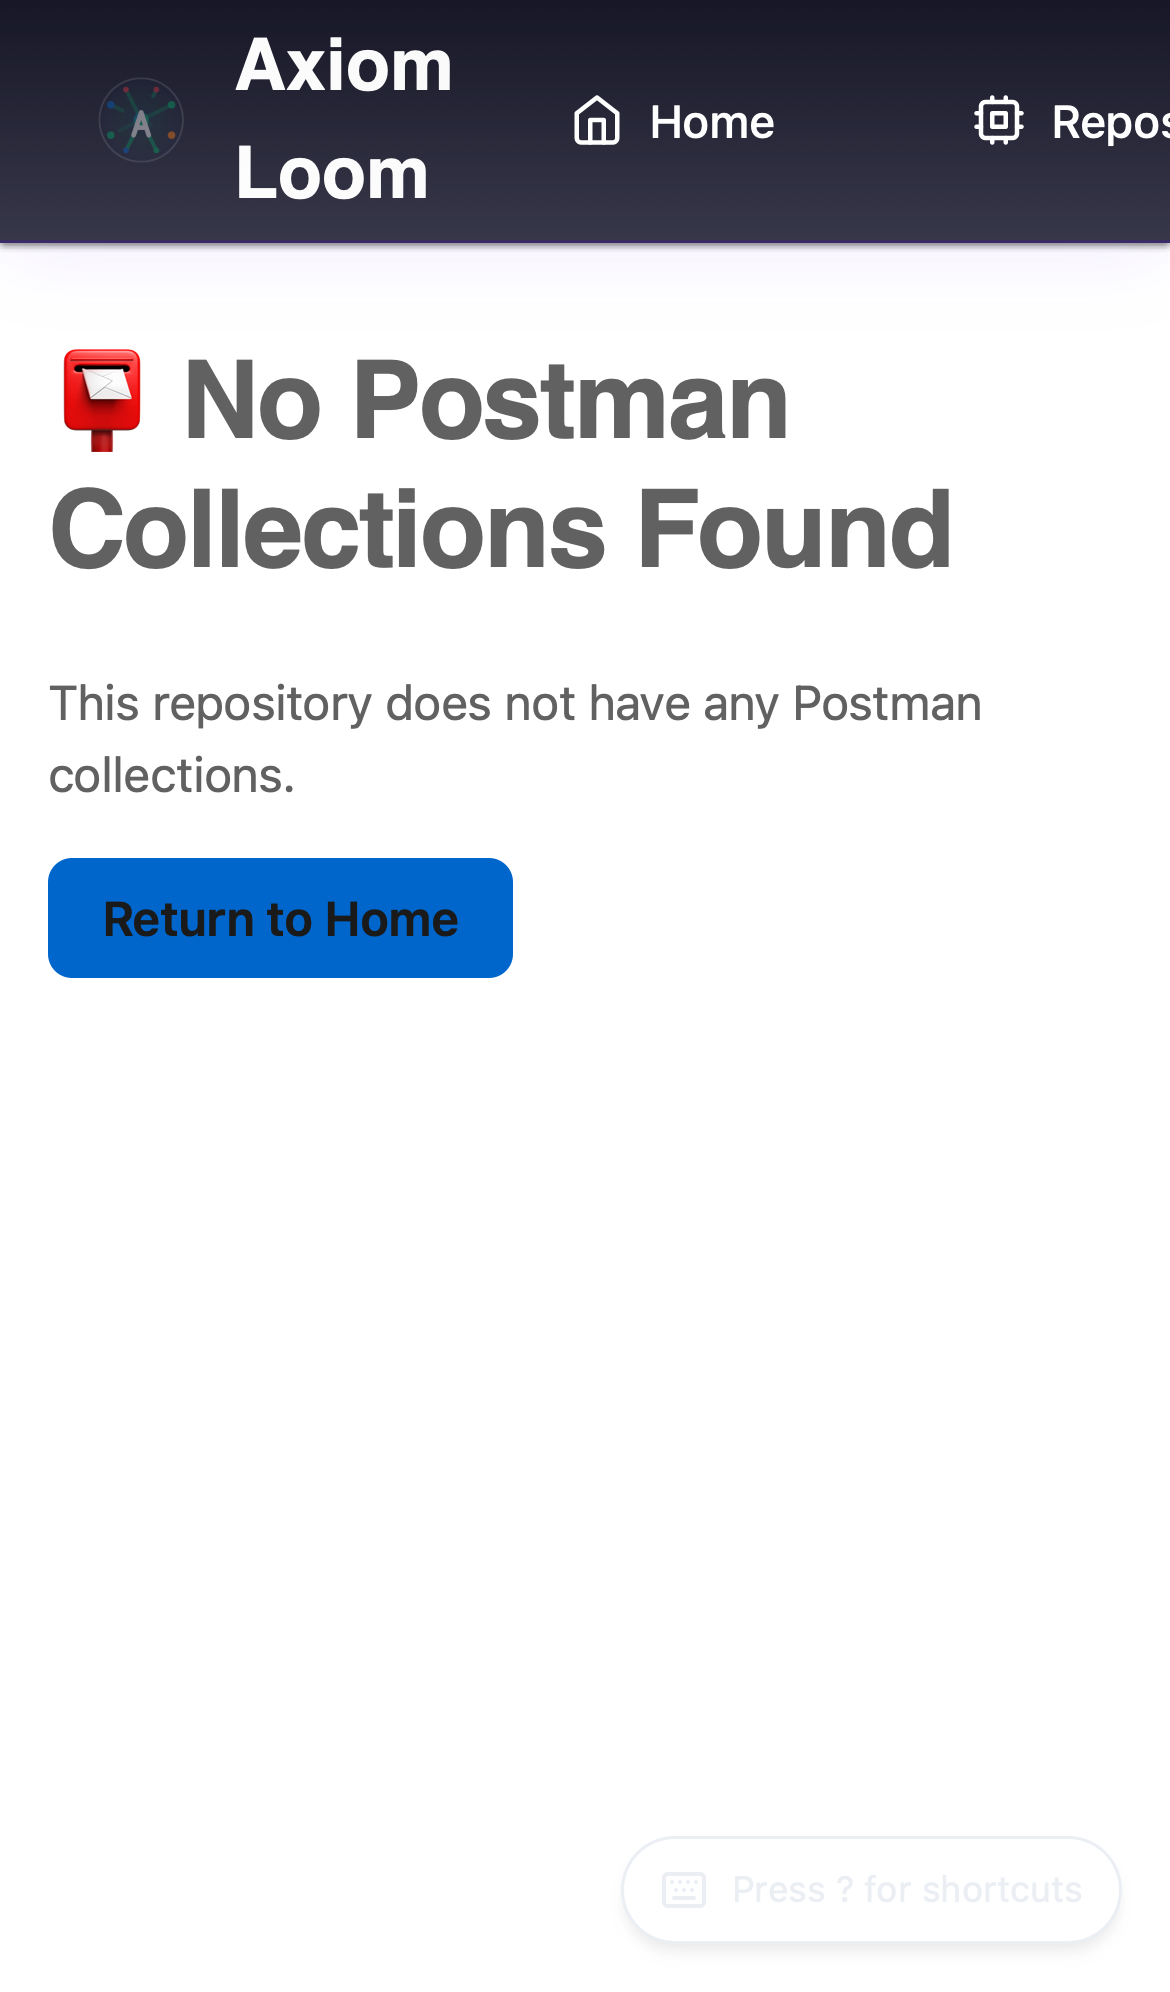 Axiom
Loom
A
Home
Repos
No Postman
Collections Found
This repository does not have any Postman
collections.
Return to Home
Press ? for shortcuts